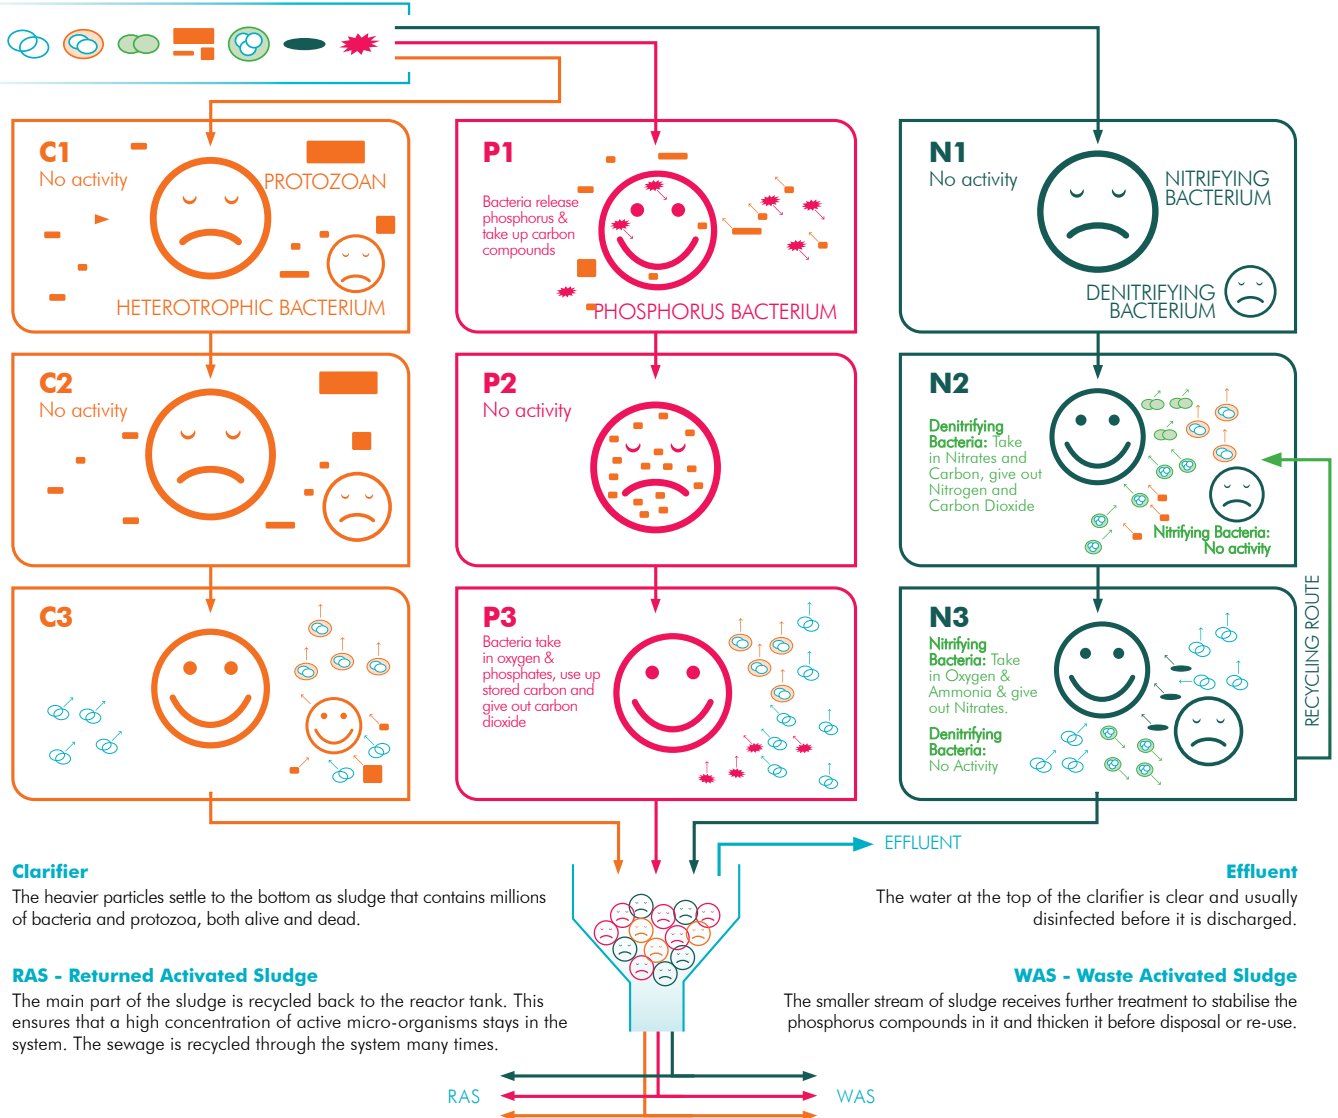 C1
No activity
PROTOZOAN
HETEROTROPHIC BACTERIUM
P1
Bacteria release
phosphorus &
take up carbon
compounds
PHOSPHORUS BACTERIUM
N1
No activity
NITRIFYING
BACTERIUM
DENITRIFYING
BACTERIUM
C2
No activity
P2
No activity
N2
Denitrifying
Bacteria: Take
in Nitrates and
Carbon, give out
Nitrogen and
Carbon Dioxide
Nitrifying Bacteria:
No activity
C3
P3
Bacteria take
in oxygen &
phosphates, use up
stored carbon and
give out carbon
dioxide
N3
Nitrifying
Bacteria: Take
in Oxygen &
Ammonia & give
out Nitrates.
Denitrifying
Bacteria:
No Activity
RECYCLING ROUTE
EFFLUENT
Clarifier
The heavier particles settle to the bottom as sludge that contains millions
of bacteria and protozoa, both alive and dead.
Effluent
The water at the top of the clarifier is clear and usually
disinfected before it is discharged.
RAS - Returned Activated Sludge
The main part of the sludge is recycled back to the reactor tank. This
ensures that a high concentration of active micro-organisms stays in the
system. The sewage is recycled through the system many times.
WAS - Waste Activated Sludge
The smaller stream of sludge receives further treatment to stabilise the
phosphorus compounds in it and thicken it before disposal or re-use.
RAS
WAS